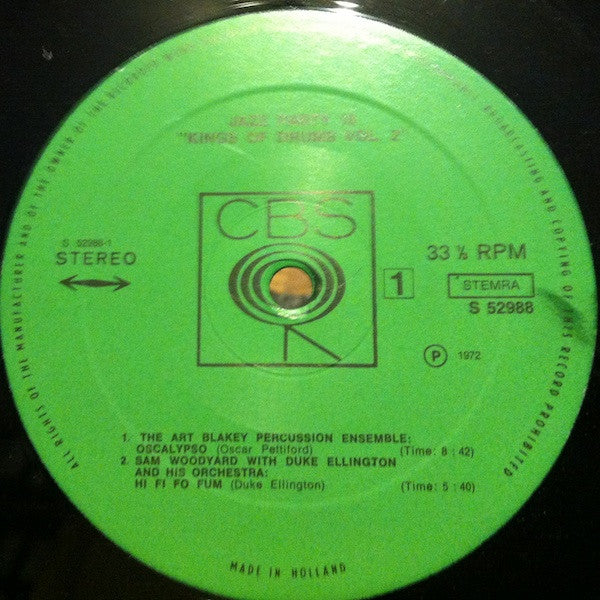 ALL RIGHTS OF THE MANUFACTURER AND OF THE OWNER OF THE RECORDED WORK
BROADCASTING AND COPYING OF THIS RECORD PROHIBITED
JAZZ PARTY
"KINGS OF DRUMS VOL. 2"
CBS
S 52988-1
STEREO
33 ⅓ RPM
1
STEMRA
S 52988
P 1972
1. THE ART BLAKEY PERCUSSION ENSEMBLE:
OSCALYPSO (Oscar Pettiford) (Time: 8 : 42)
2. SAM WOODYARD WITH DUKE ELLINGTON
AND HIS ORCHESTRA:
HI FI FO FUM (Duke Ellington) (Time: 5 : 40)
MADE IN HOLLAND